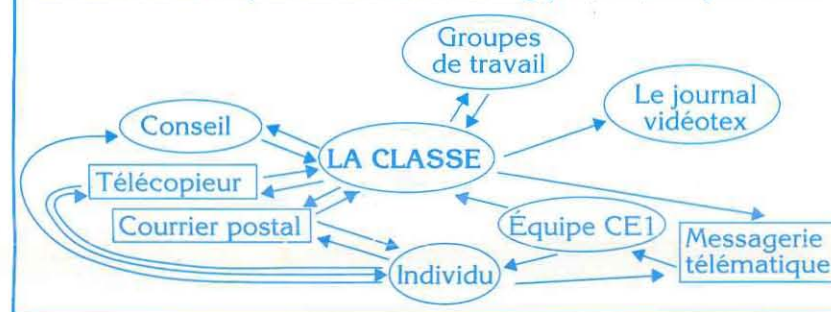 Groupes
de travail
Le journal
vidéotex
Conseil
LA CLASSE
Télécopieur
Courrier postal
Équipe CE1
Messagerie
télématique
Individu